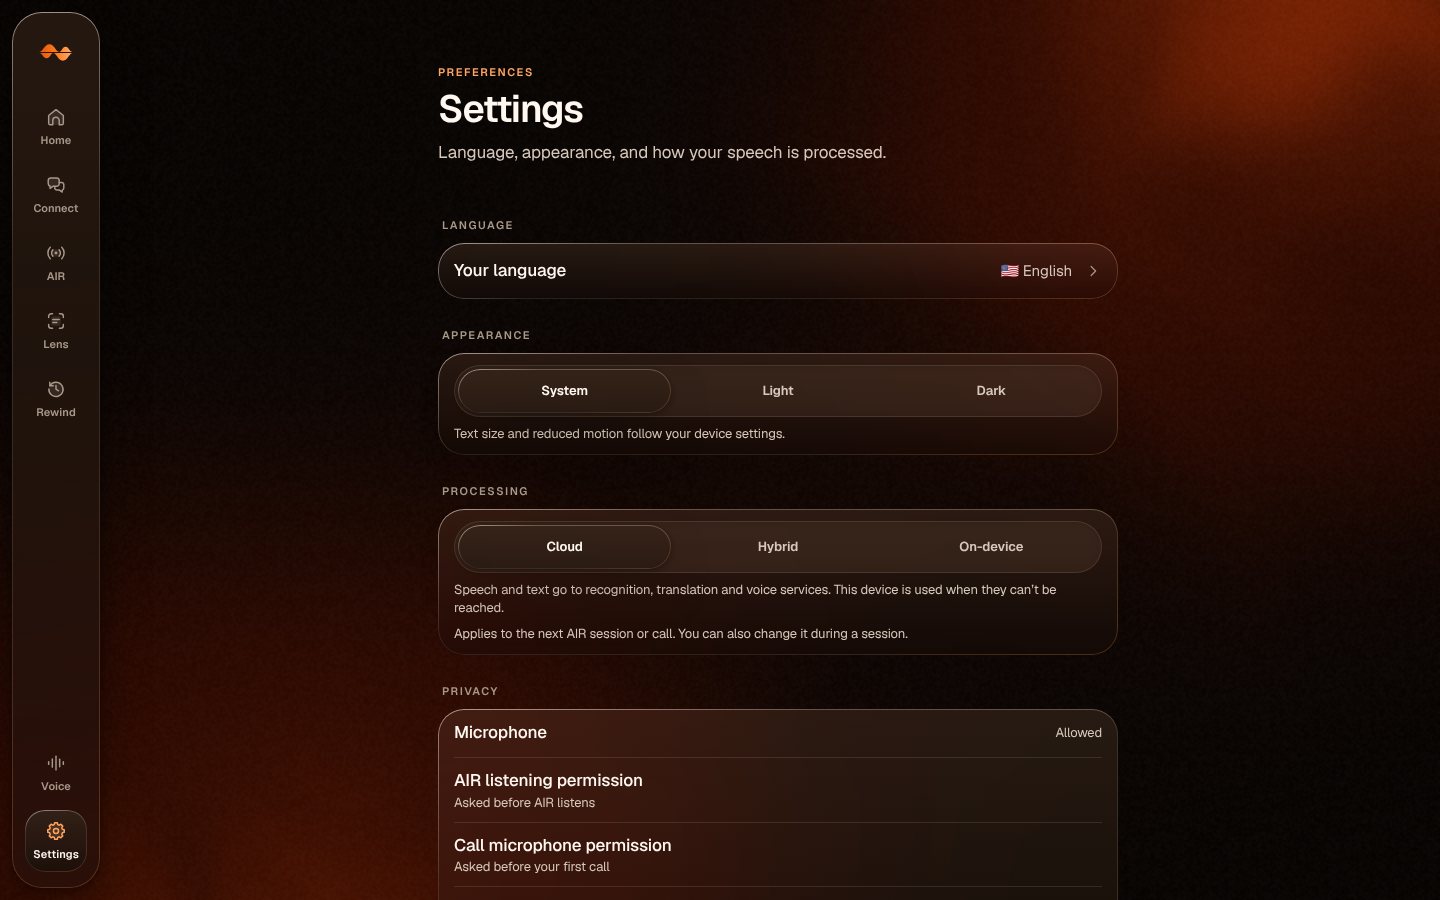 Home
Connect
AIR
Lens
Rewind
Voice
Settings
PREFERENCES
Settings
Language, appearance, and how your speech is processed.
LANGUAGE
Your language
English
APPEARANCE
System
Light
Dark
Text size and reduced motion follow your device settings.
PROCESSING
Cloud
Hybrid
On-device
Speech and text go to recognition, translation and voice services. This device is used when they can't be
reached.
Applies to the next AIR session or call. You can also change it during a session.
PRIVACY
Microphone
Allowed
AIR listening permission
Asked before AIR listens
Call microphone permission
Asked before your first call